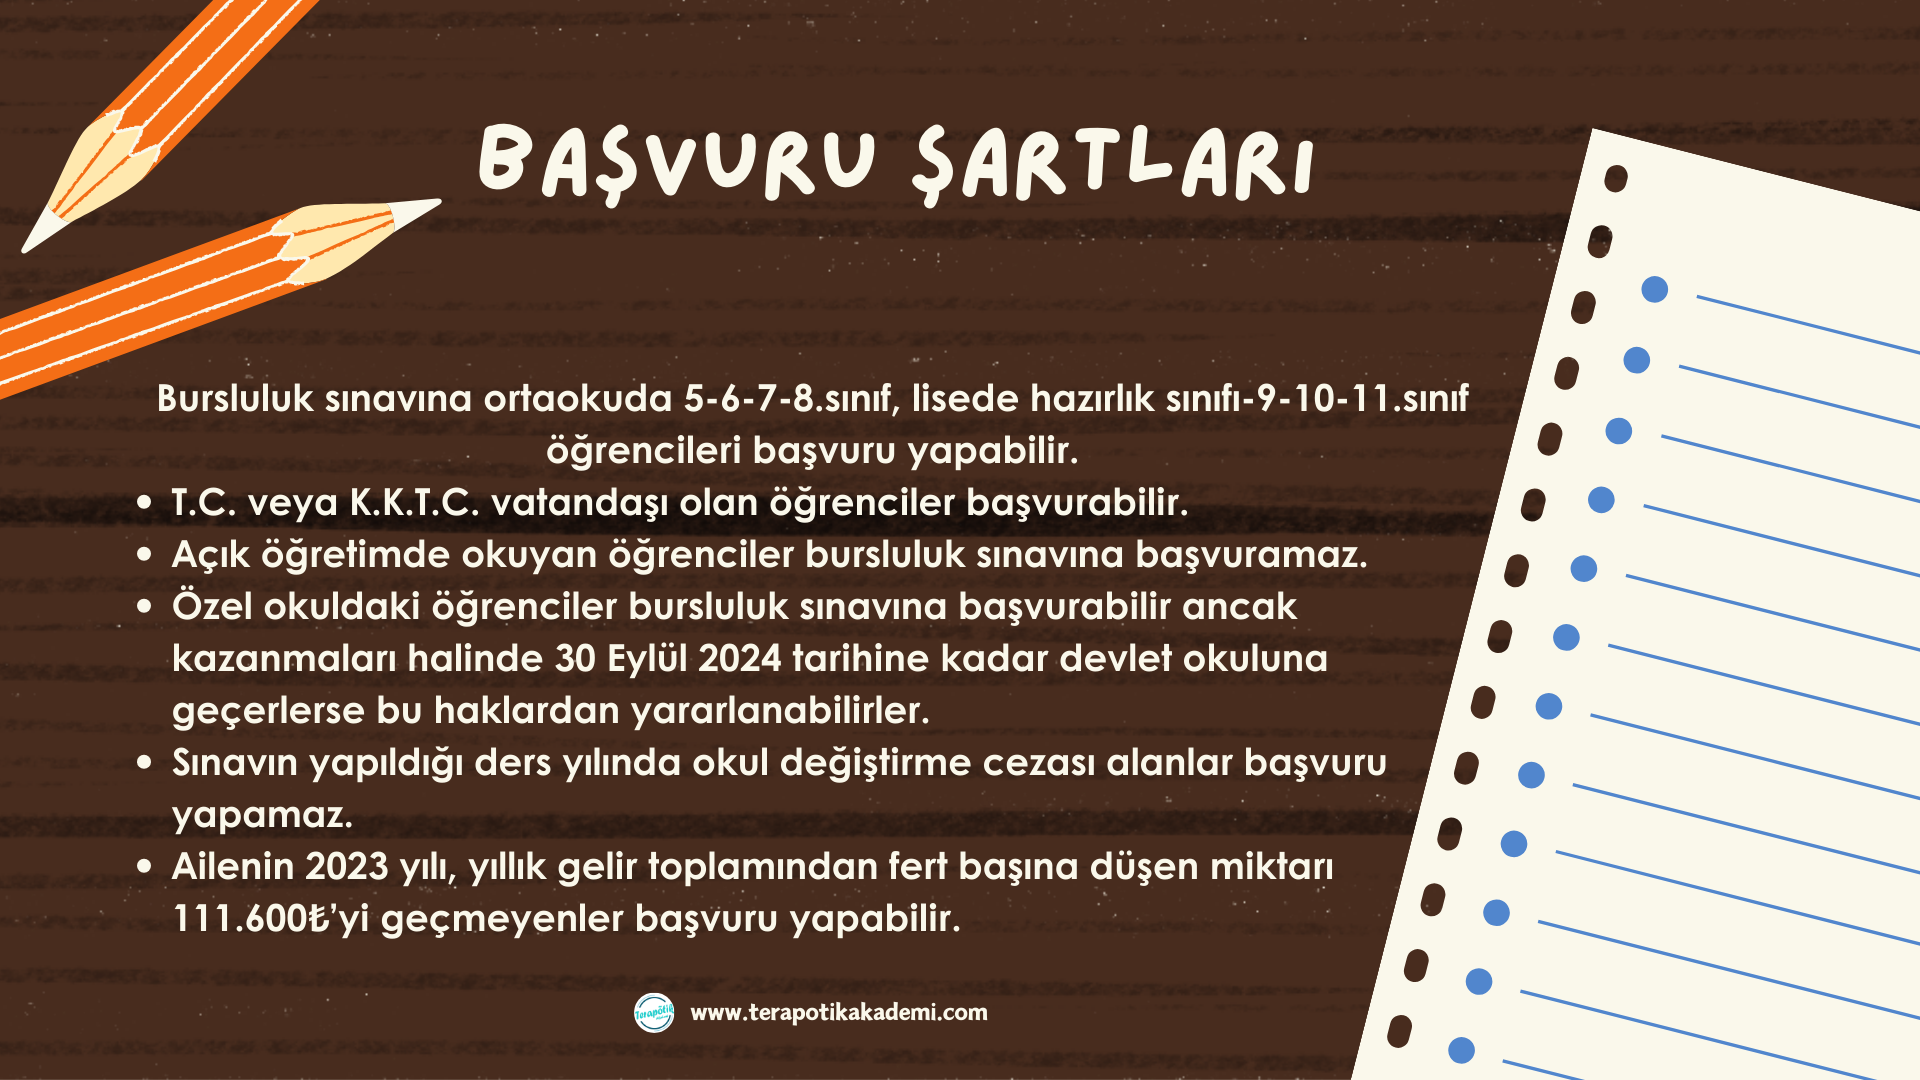 BAŞVURU ŞARTLARI
Bursluluk sınavına ortaokuda 5-6-7-8.sınıf, lisede hazırlık sınıfı-9-10-11.sınıf
öğrencileri başvuru yapabilir.
• T.C. veya K.K.T.C. vatandaşı olan öğrenciler başvurabilir.
• Açık öğretimde okuyan öğrenciler bursluluk sınavına başvuramaz.
• Özel okuldaki öğrenciler bursluluk sınavına başvurabilir ancak
kazanmaları halinde 30 Eylül 2024 tarihine kadar devlet okuluna
geçerlerse bu haklardan yararlanabilirler.
• Sınavın yapıldığı ders yılında okul değiştirme cezası alanlar başvuru
yapamaz.
• Ailenin 2023 yılı, yıllık gelir toplamından fert başına düşen miktarı
111.600₺’yi geçmeyenler başvuru yapabilir.
Terapötik
www.terapotikakademi.com